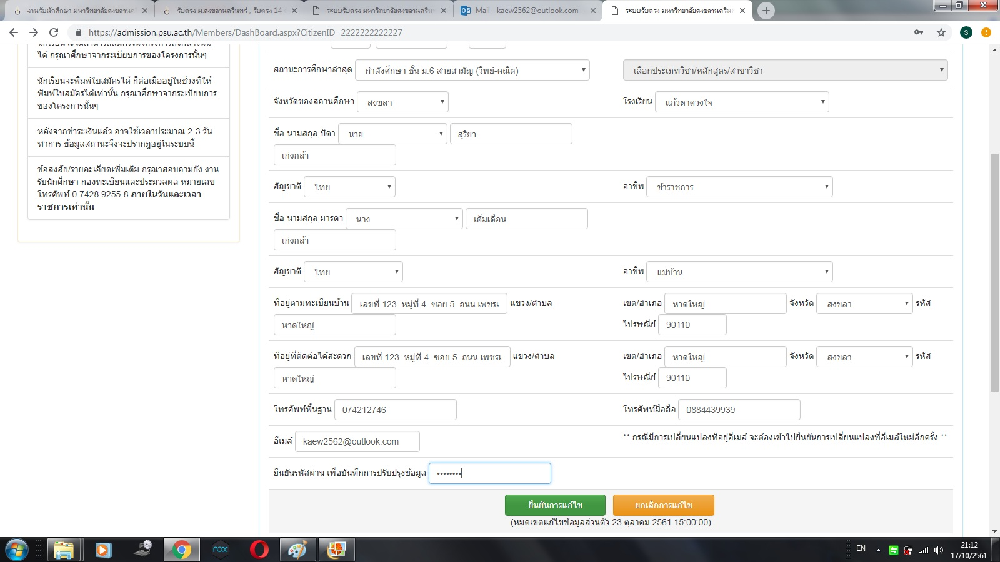 งานรับนักศึกษา มหาวิทยาลัยสงขลานคริ
รับตรง ม.สงขลานครินทร์ , รับตรง 14
ระบบรับตรง มหาวิทยาลัยสงขลานคริน
Mail - kaew2562@outlook.com -
ระบบรับตรง มหาวิทยาลัยสงขลานคริน
https://admission.psu.ac.th/Members/DashBoard.aspx?CitizenID=2222222222227
S
ได้ กรุณาศึกษาจากระเบียบการของโครงการนั้นๆ
นักเรียนจะพิมพ์ใบสมัครได้ ก็ต่อเมื่ออยู่ในช่วงที่ให้
พิมพ์ใบสมัครได้เท่านั้น กรุณาศึกษาจากระเบียบการ
ของโครงการนั้นๆ
หลังจากชำระเงินแล้ว อาจใช้เวลาประมาณ 2-3 วัน
ทำการ ข้อมูลสถานะจึงจะปรากฏอยู่ในระบบนี้
ข้อสงสัย/รายละเอียดเพิ่มเติม กรุณาสอบถามยัง งาน
รับนักศึกษา กองทะเบียนและประมวลผล หมายเลข
โทรศัพท์ 0 7428 9255-8 ภายในวันและเวลา
ราชการเท่านั้น
สถานะการศึกษาล่าสุด กำลังศึกษา ชั้น ม.6 สายสามัญ (วิทย์-คณิต) เลือกประเภทวิชา/หลักสูตร/สาขาวิชา
จังหวัดของสถานศึกษา สงขลา โรงเรียน แก้วตาดวงใจ
ชื่อ-นามสกุล บิดา นาย สุริยา
เก่งกล้า
สัญชาติ ไทย อาชีพ ข้าราชการ
ชื่อ-นามสกุล มารดา นาง เต็มเดือน
เก่งกล้า
สัญชาติ ไทย อาชีพ แม่บ้าน
ที่อยู่ตามทะเบียนบ้าน เลขที่ 123 หมู่ที่ 4 ซอย 5 ถนน เพชรเ แขวง/ตำบล เขต/อำเภอ หาดใหญ่ จังหวัด สงขลา รหัส
หาดใหญ่ ไปรษณีย์ 90110
ที่อยู่ที่ติดต่อได้สะดวก เลขที่ 123 หมู่ที่ 4 ซอย 5 ถนน เพชรเ แขวง/ตำบล เขต/อำเภอ หาดใหญ่ จังหวัด สงขลา รหัส
หาดใหญ่ ไปรษณีย์ 90110
โทรศัพท์พื้นฐาน 074212746 โทรศัพท์มือถือ 0884439939
อีเมล์ kaew2562@outlook.com ** กรณีมีการเปลี่ยนแปลงที่อยู่อีเมล์ จะต้องเข้าไปยืนยันการเปลี่ยนแปลงที่อีเมล์ใหม่อีกครั้ง **
ยืนยันรหัสผ่าน เพื่อบันทึกการปรับปรุงข้อมูล ••••••••
ยืนยันการแก้ไข ยกเลิกการแก้ไข
(หมดเขตแก้ไขข้อมูลส่วนตัว 23 ตุลาคม 2561 15:00:00)
nox
EN
21:12
17/10/2561